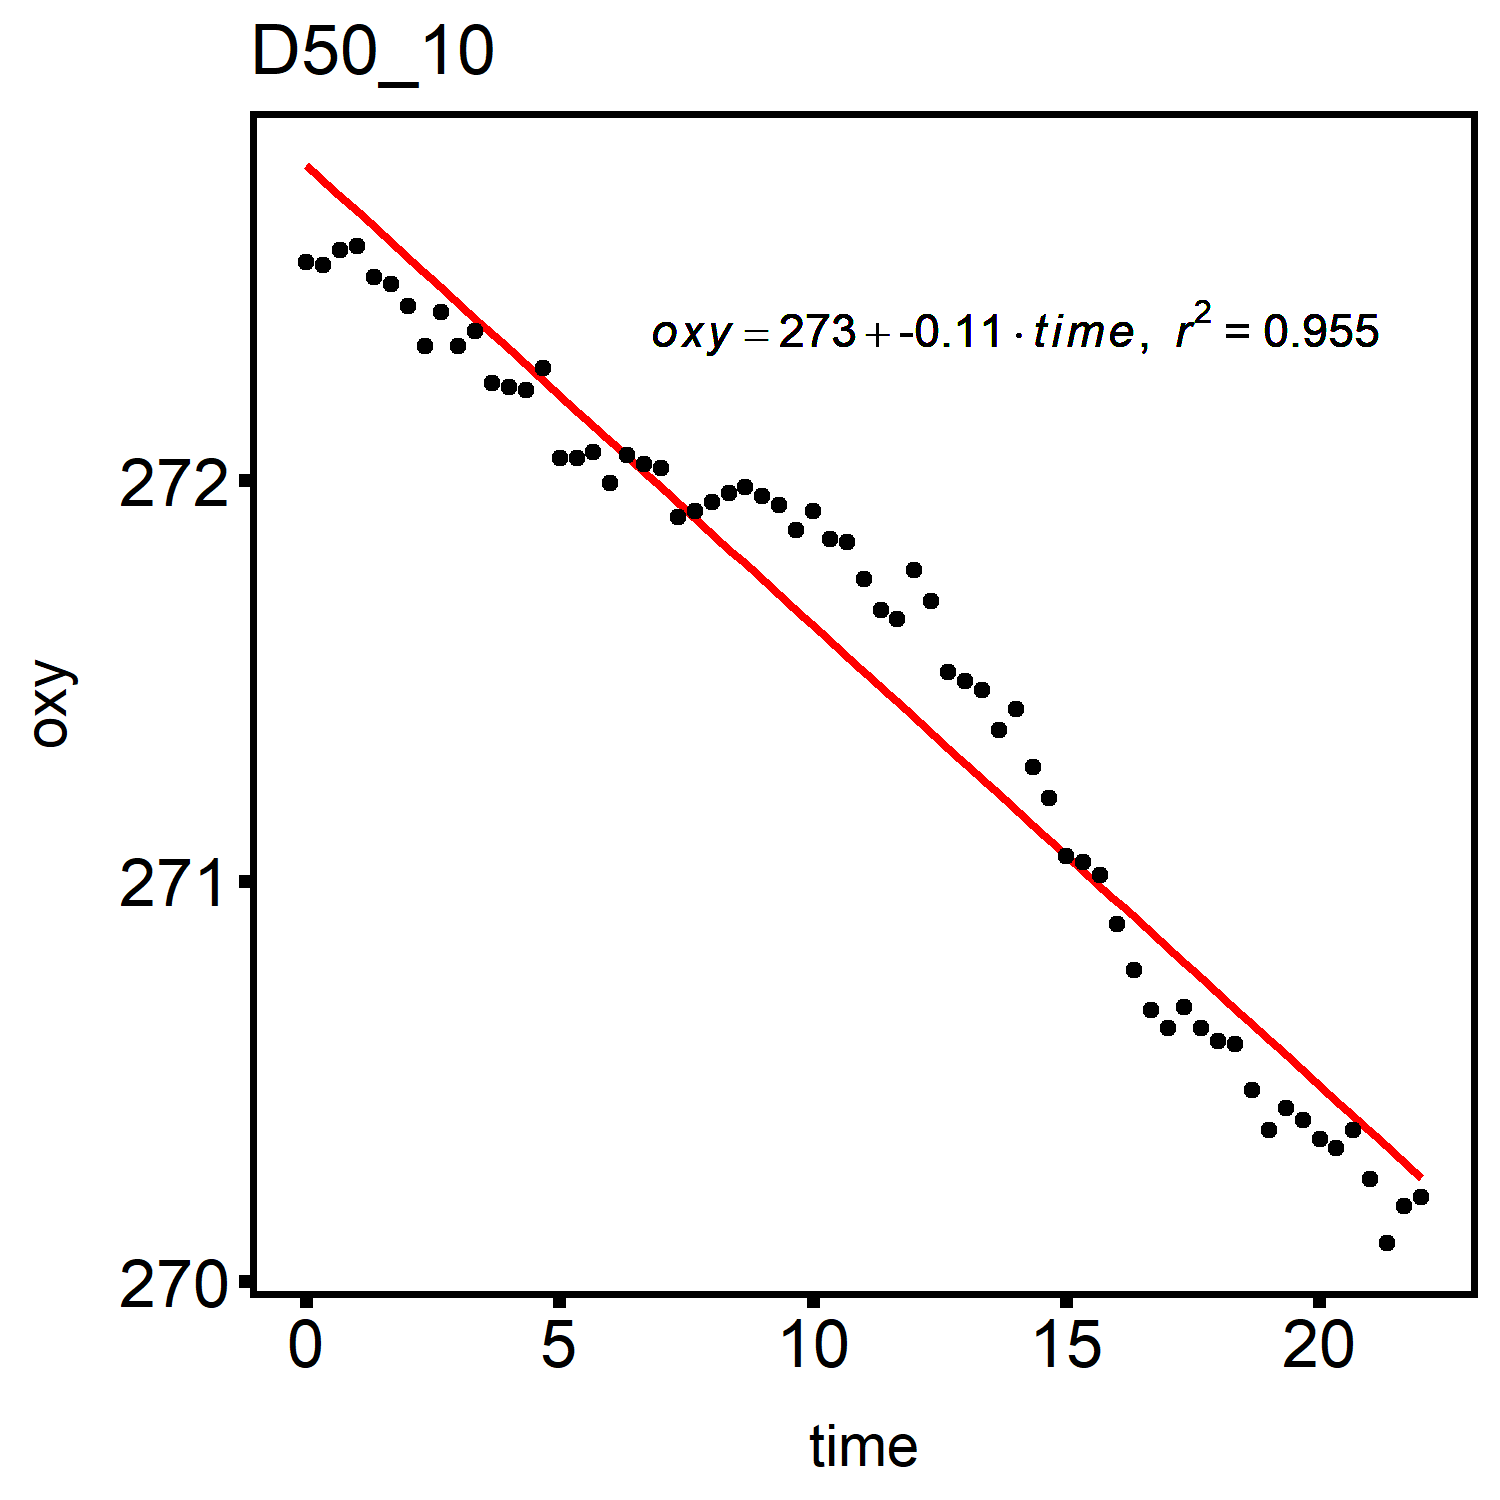 D50_10
oxy = 273 + -0.11 · time, r² = 0.955
272
271
270
oxy
0 5 10 15 20
time